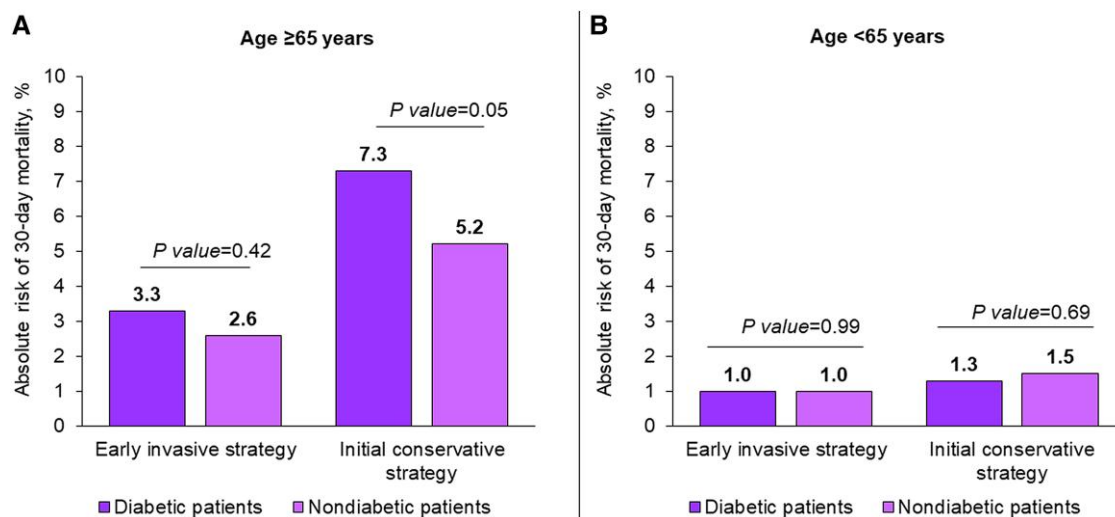 A
Age ≥65 years
Absolute risk of 30-day mortality, %
10
9
8
7
6
5
4
3
2
1
0
P value=0.42
3.3
2.6
P value=0.05
7.3
5.2
Early invasive strategy
Initial conservative
strategy
Diabetic patients
Nondiabetic patients
B
Age <65 years
Absolute risk of 30-day mortality, %
10
9
8
7
6
5
4
3
2
1
0
P value=0.99
1.0
1.0
P value=0.69
1.3
1.5
Early invasive strategy
Initial conservative
strategy
Diabetic patients
Nondiabetic patients